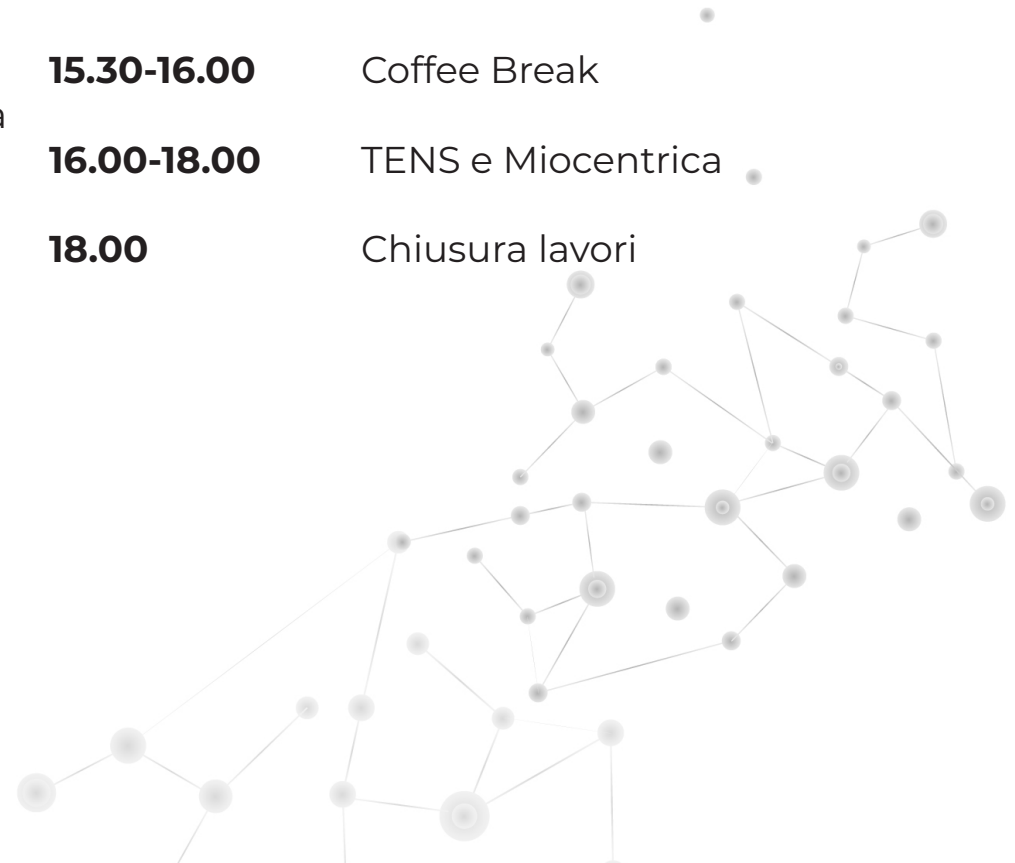 15.30-16.00 Coffee Break
16.00-18.00 TENS e Miocentrica
18.00 Chiusura lavori